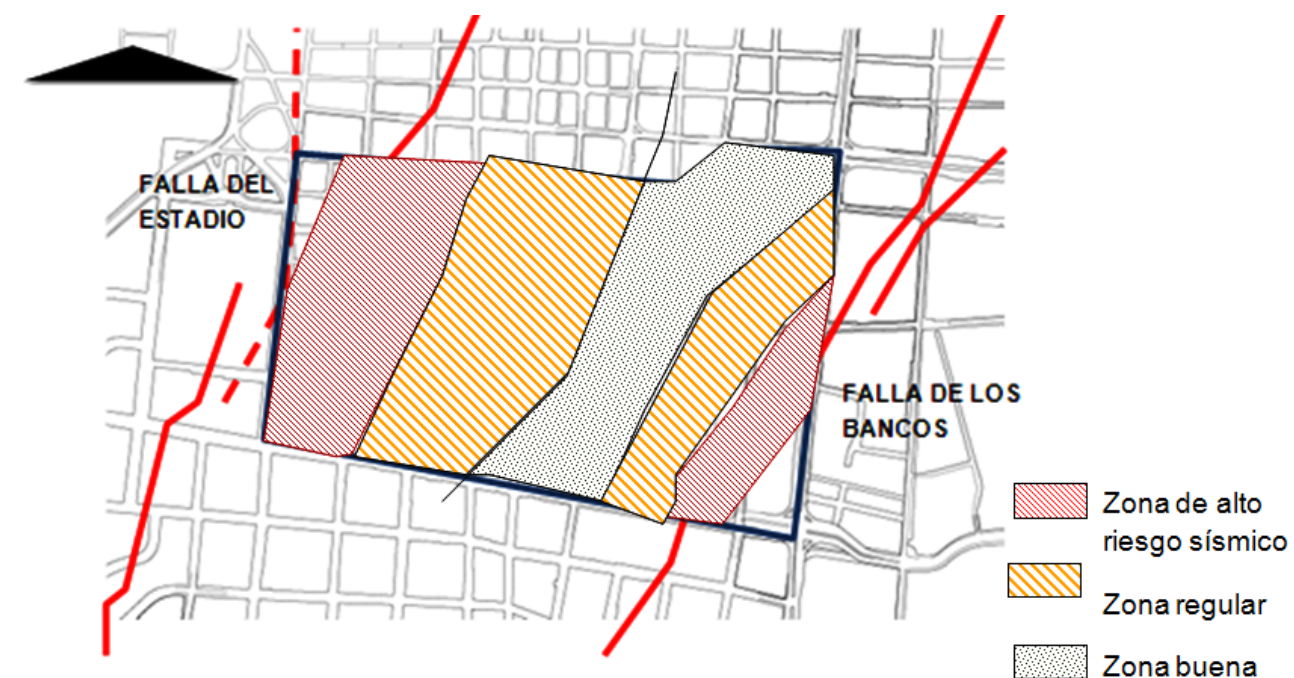 FALLA DEL
ESTADIO
FALLA DE LOS
BANCOS
Zona de alto
riesgo sísmico
Zona regular
Zona buena